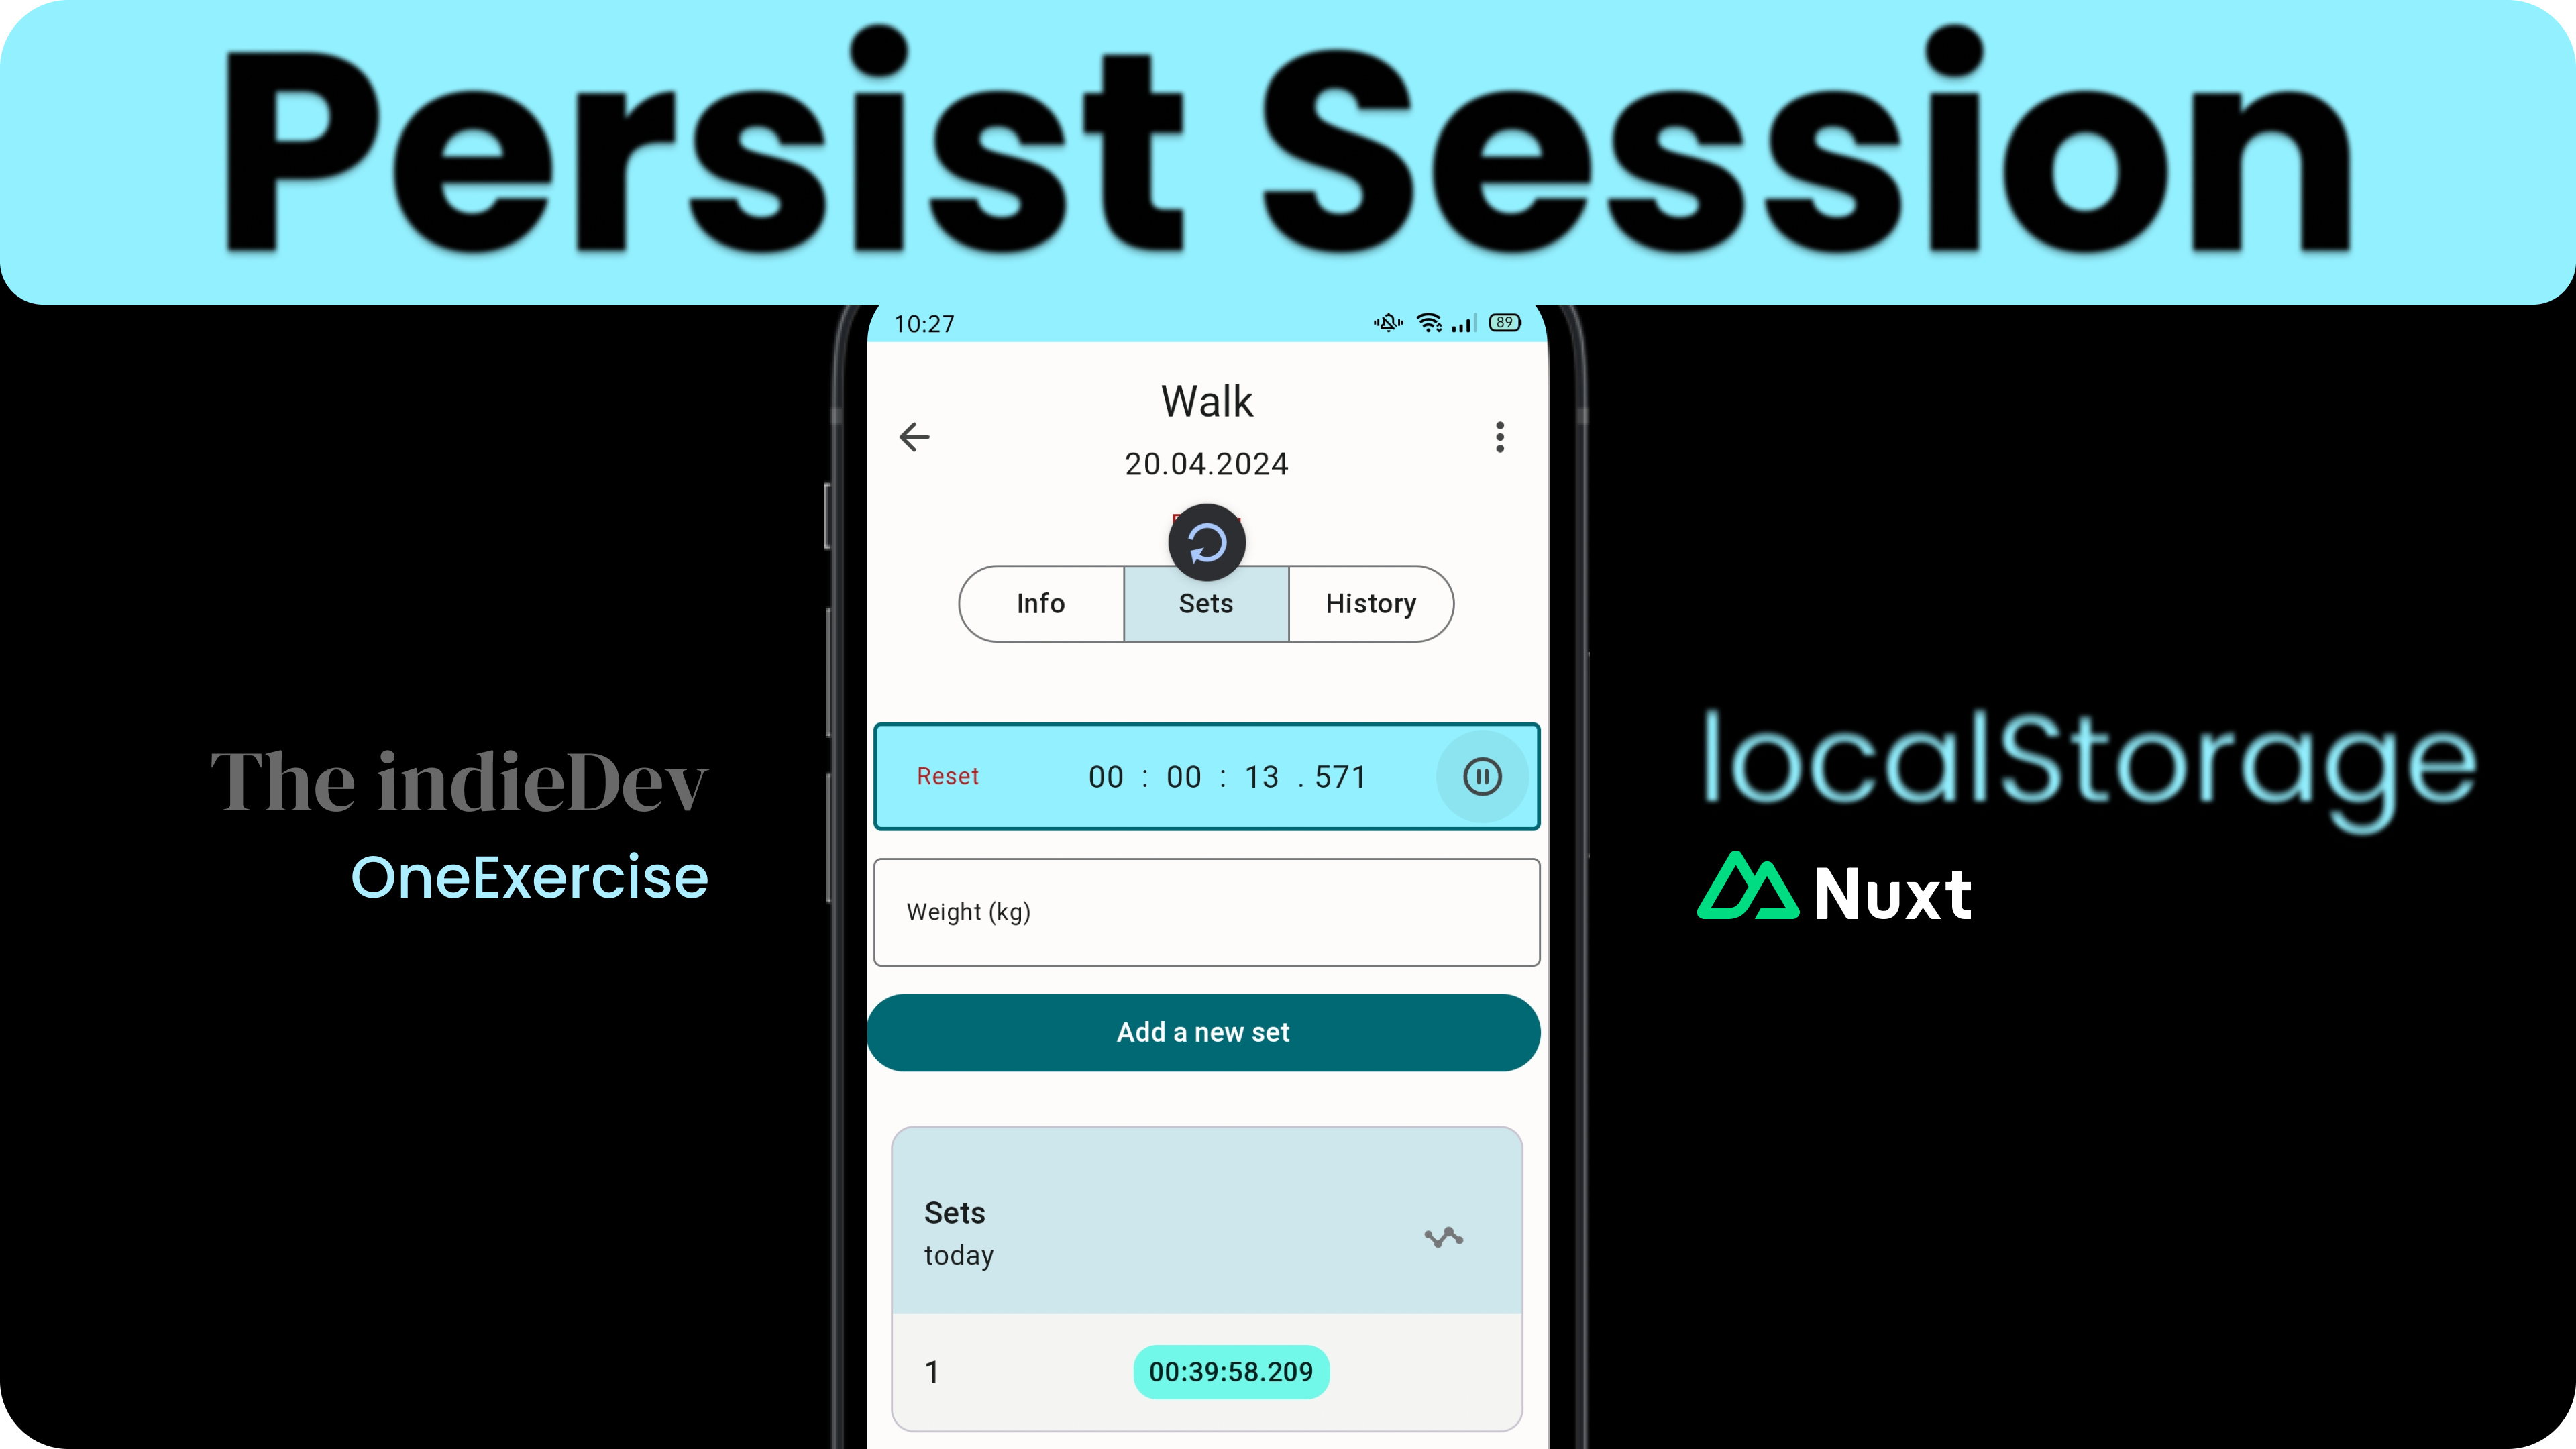 Persist Session
10:27
89
Walk
20.04.2024
Info
Sets
History
Reset
00 : 00 : 13 . 571
Weight (kg)
Add a new set
Sets
today
1
00:39:58.209
The indieDev
OneExercise
localStorage
Nuxt